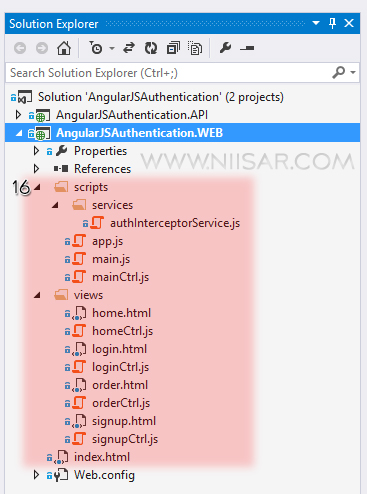 Solution Explorer
Search Solution Explorer (Ctrl+;)
Solution 'AngularJSAuthentication' (2 projects)
AngularJSAuthentication.API
AngularJSAuthentication.WEB
Properties
WWW.NIISAR.COM
References
16
scripts
services
authInterceptorService.js
app.js
main.js
mainCtrl.js
views
home.html
homeCtrl.js
login.html
loginCtrl.js
order.html
orderCtrl.js
signup.html
signupCtrl.js
index.html
Web.config